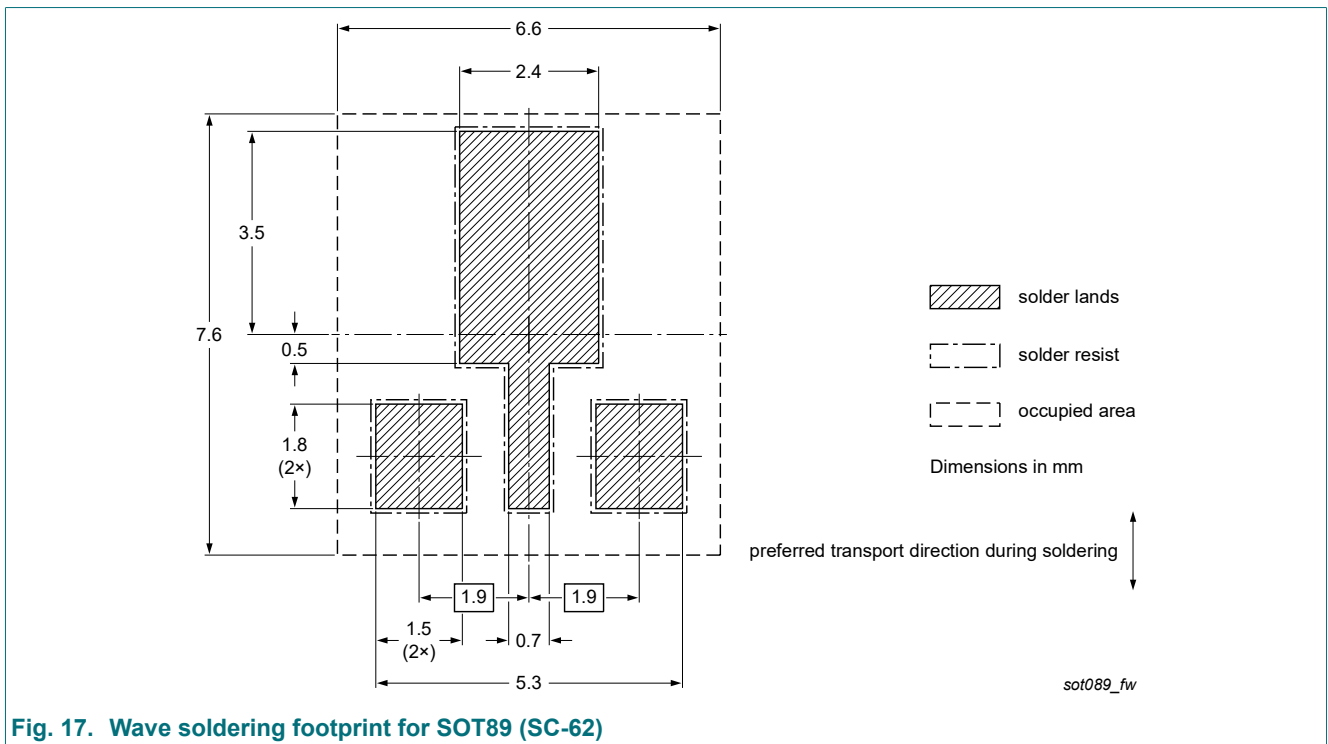 6.6
2.4
3.5
7.6
0.5
solder lands
solder resist
occupied area
1.8
(2×)
Dimensions in mm
preferred transport direction during soldering
1.9
1.9
1.5
(2×)
0.7
5.3
sot089_fw
Fig. 17. Wave soldering footprint for SOT89 (SC-62)